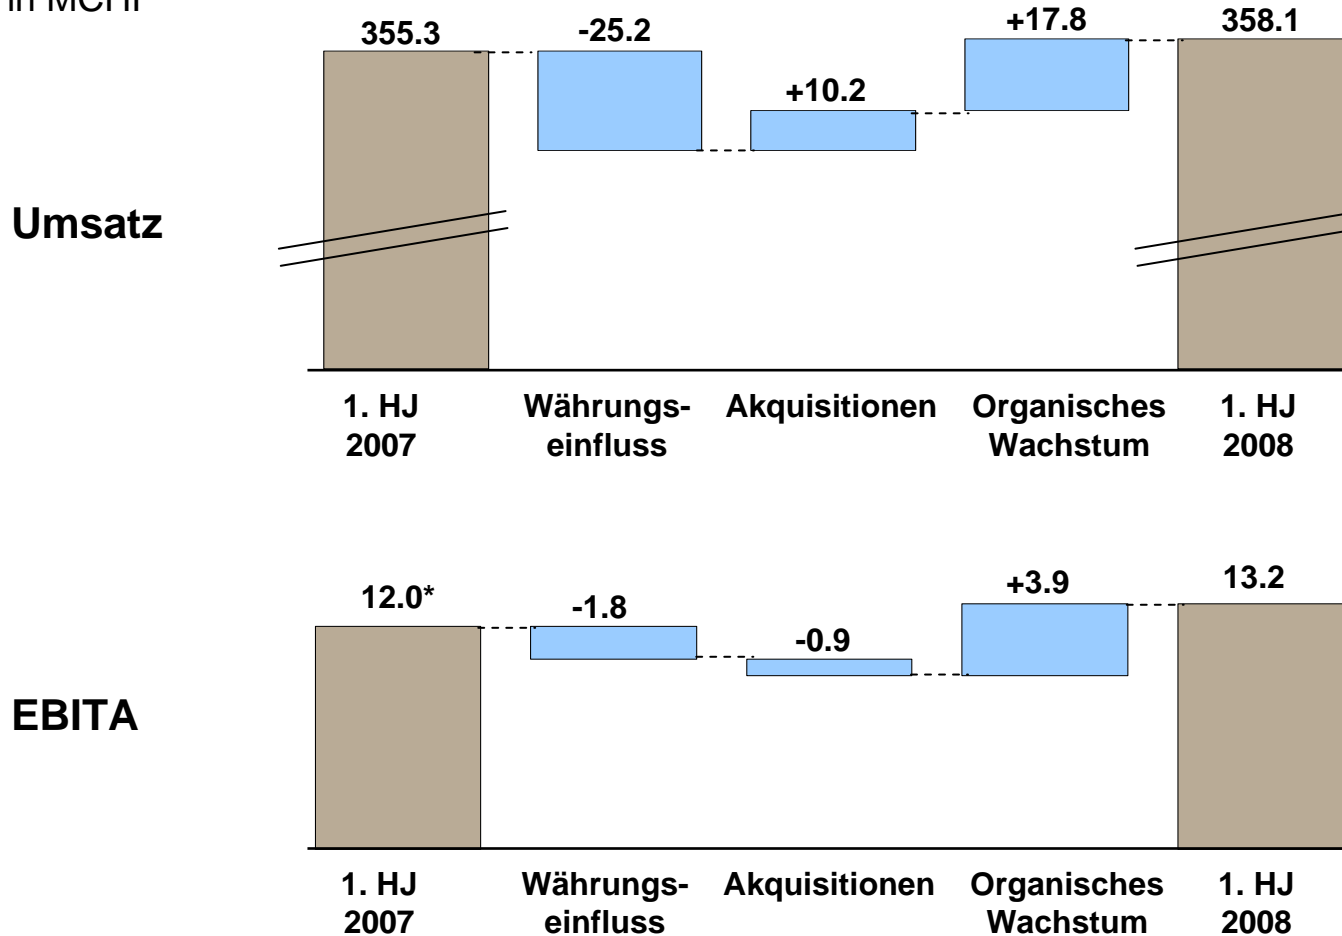 in MCHF
355.3 -25.2 +10.2 +17.8 358.1
Umsatz
1. HJ Währungs- Akquisitionen Organisches 1. HJ
2007 einfluss Wachstum 2008
12.0* -1.8 -0.9 +3.9 13.2
EBITA
1. HJ Währungs- Akquisitionen Organisches 1. HJ
2007 einfluss Wachstum 2008